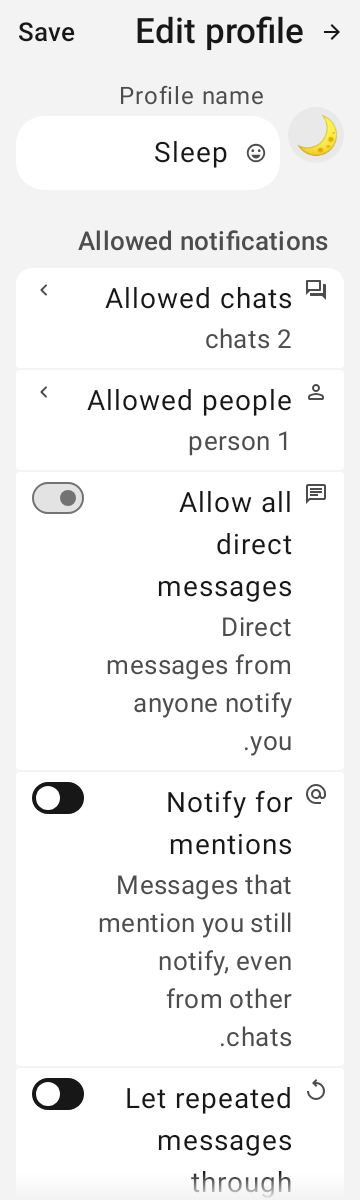 Edit profile
Save
Profile name
Sleep
Allowed notifications
Allowed chats
chats 2
Allowed people
person 1
Allow all
direct
messages
Direct
messages from
anyone notify
.you
Notify for
mentions
Messages that
mention you still
notify, even
from other
.chats
Let repeated
messages
through